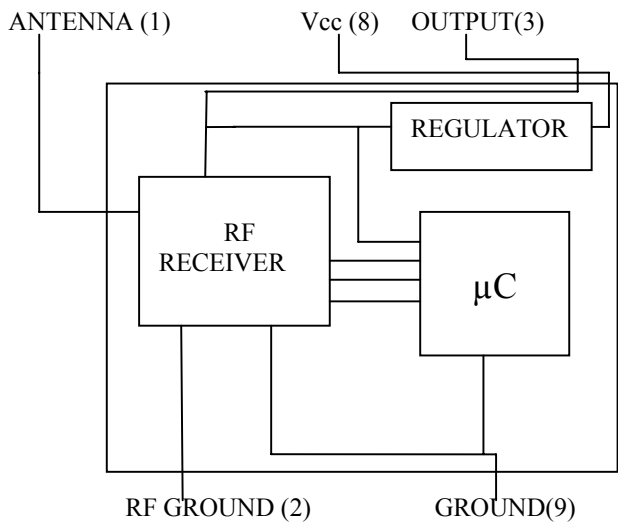 ANTENNA (1) Vcc (8) OUTPUT(3)
REGULATOR
RF
RECEIVER
µC
RF GROUND (2) GROUND(9)